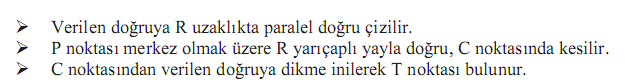 ➢ Verilen doğruya R uzaklıkta paralel doğru çizilir.
➢ P noktası merkez olmak üzere R yarıçaplı yayla doğru, C noktasında kesilir.
➢ C noktasından verilen doğruya dikme inilerek T noktası bulunur.